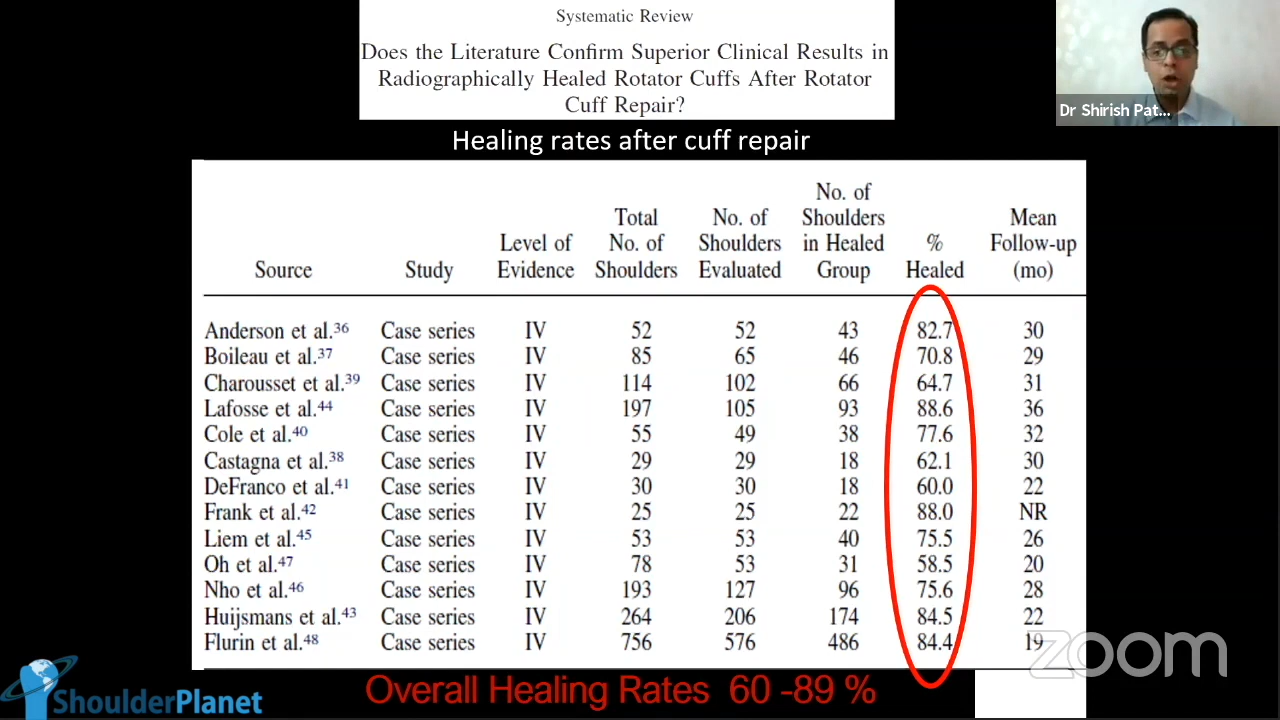 Systematic Review
Does the Literature Confirm Superior Clinical Results in
Radiographically Healed Rotator Cuffs After Rotator
Cuff Repair?
Dr Shirish Pat...
Healing rates after cuff repair
Source Study Level of Evidence Total No. of Shoulders No. of Shoulders Evaluated No. of Shoulders in Healed Group % Healed Mean Follow-up (mo)
Anderson et al.36 Case series IV 52 52 43 82.7 30
Boileau et al.37 Case series IV 85 65 46 70.8 29
Charousset et al.39 Case series IV 114 102 66 64.7 31
Lafosse et al.44 Case series IV 197 105 93 88.6 36
Cole et al.40 Case series IV 55 49 38 77.6 32
Castagna et al.38 Case series IV 29 29 18 62.1 30
DeFranco et al.41 Case series IV 30 30 18 60.0 22
Frank et al.42 Case series IV 25 25 22 88.0 NR
Liem et al.45 Case series IV 53 53 40 75.5 26
Oh et al.47 Case series IV 78 53 31 58.5 20
Nho et al.46 Case series IV 193 127 96 75.6 28
Huijsmans et al.43 Case series IV 264 206 174 84.5 22
Flurin et al.48 Case series IV 756 576 486 84.4 19
zoom
ShoulderPlanet
Overall Healing Rates 60 -89 %